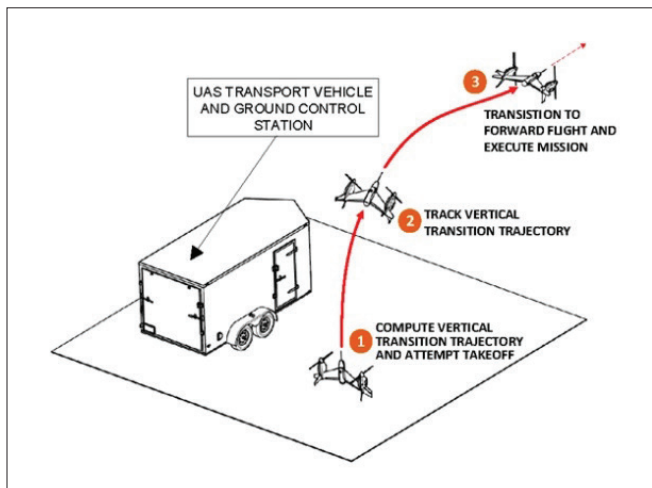 UAS TRANSPORT VEHICLE
AND GROUND CONTROL
STATION
3
TRANSISTION TO
FORWARD FLIGHT AND
EXECUTE MISSION
2 TRACK VERTICAL
TRANSITION TRAJECTORY
1 COMPUTE VERTICAL
TRANSITION TRAJECTORY
AND ATTEMPT TAKEOFF